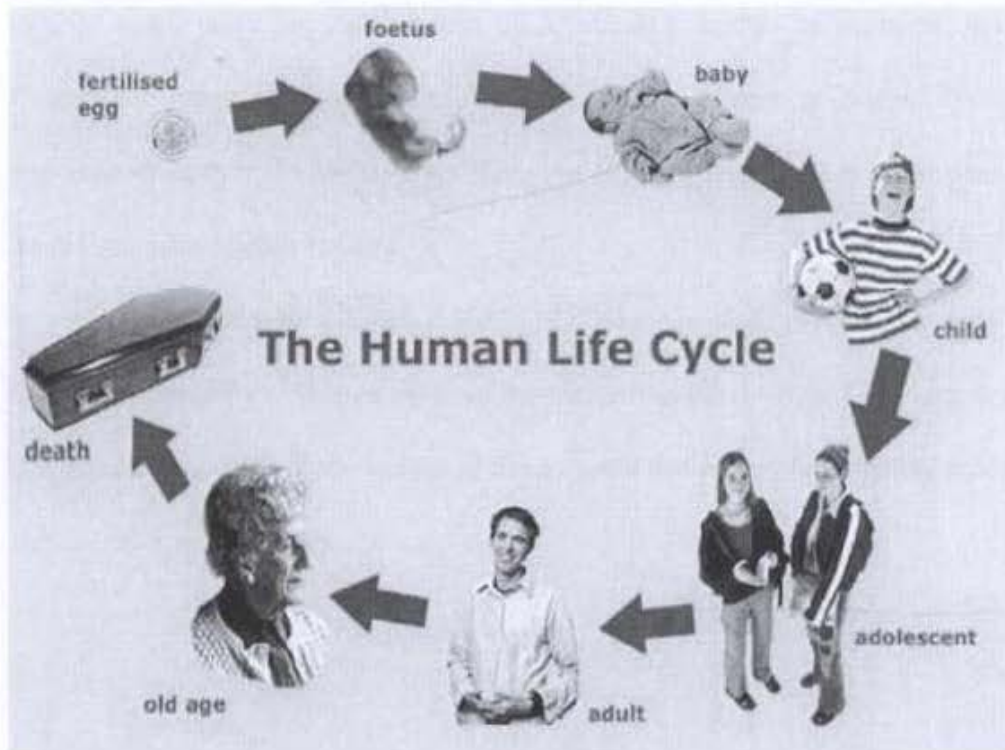 fertilised
egg
foetus
baby
child
The Human Life Cycle
adolescent
adult
old age
death